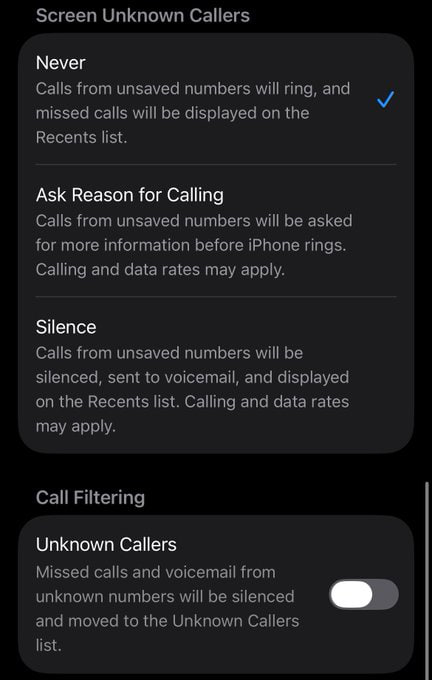 Screen Unknown Callers
Never
Calls from unsaved numbers will ring, and
missed calls will be displayed on the
Recents list.
Ask Reason for Calling
Calls from unsaved numbers will be asked
for more information before iPhone rings.
Calling and data rates may apply.
Silence
Calls from unsaved numbers will be
silenced, sent to voicemail, and displayed
on the Recents list. Calling and data rates
may apply.
Call Filtering
Unknown Callers
Missed calls and voicemail from
unknown numbers will be silenced
and moved to the Unknown Callers
list.